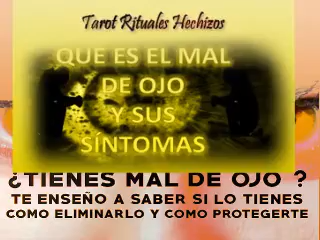 Tarot Rituales Hechizos
QUE ES EL MAL
DE OJO
Y SUS
SÍNTOMAS
¿TIENES MAL DE OJO ?
TE ENSEÑO A SABER SI LO TIENES
COMO ELIMINARLO Y COMO PROTEGERTE